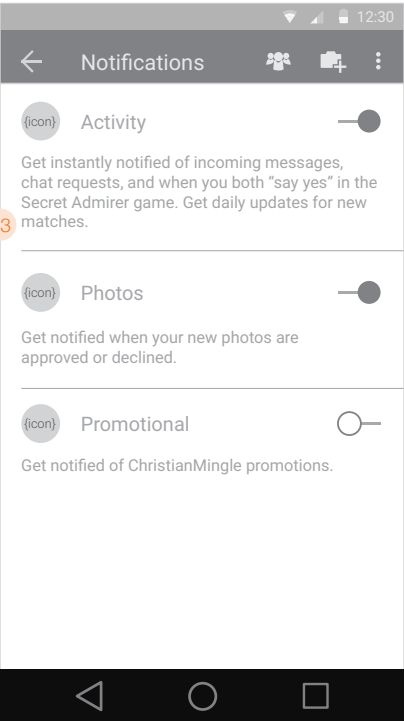 12:30
Notifications
{icon} Activity
Get instantly notified of incoming messages,
chat requests, and when you both “say yes” in the
Secret Admirer game. Get daily updates for new
3 matches.
{icon} Photos
Get notified when your new photos are
approved or declined.
{icon} Promotional
Get notified of ChristianMingle promotions.